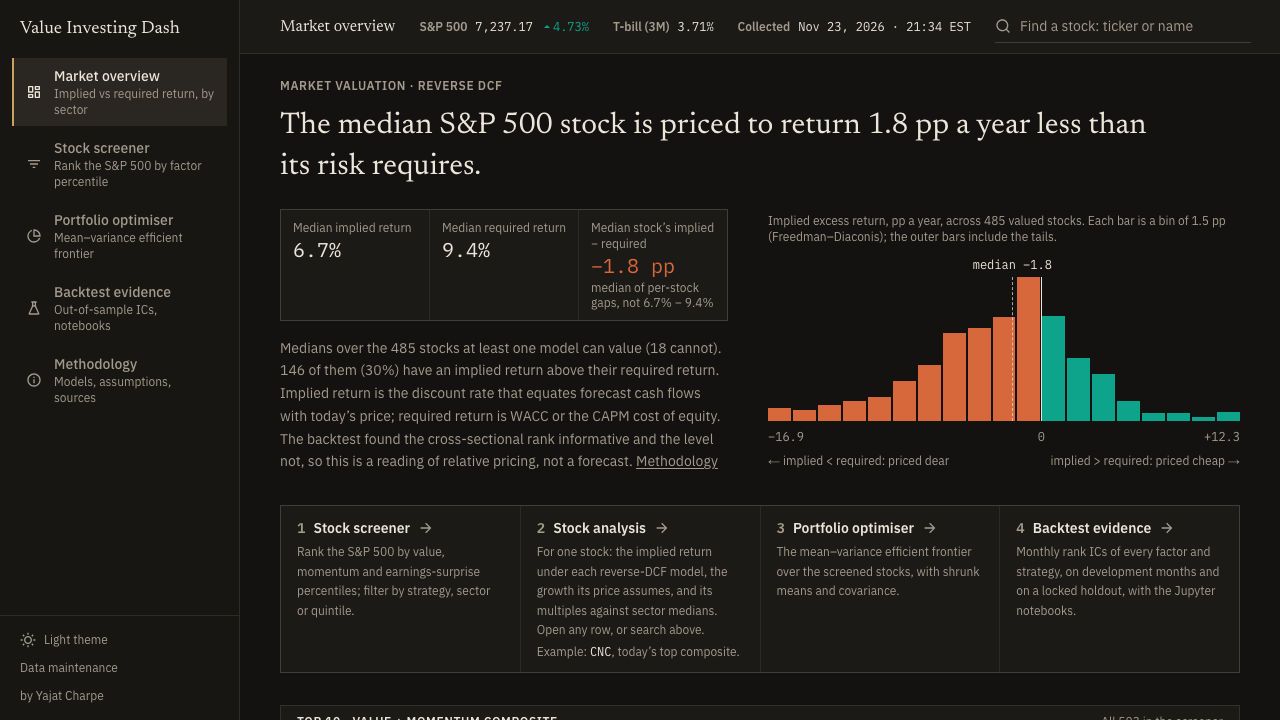 Value Investing Dash
Market overview
Implied vs required return, by
sector
Stock screener
Rank the S&P 500 by factor
percentile
Portfolio optimiser
Mean–variance efficient
frontier
Backtest evidence
Out-of-sample ICs,
notebooks
Methodology
Models, assumptions,
sources
Light theme
Data maintenance
by Yajat Charpe
Market overview S&P 500 7,237.17 4.73% T-bill (3M) 3.71% Collected Nov 23, 2026 · 21:34 EST Find a stock: ticker or name
MARKET VALUATION · REVERSE DCF
The median S&P 500 stock is priced to return 1.8 pp a year less than
its risk requires.
Median implied return
6.7%
Median required return
9.4%
Median stock's implied
– required
−1.8 pp
median of per-stock
gaps, not 6.7% – 9.4%
Medians over the 485 stocks at least one model can value (18 cannot).
146 of them (30%) have an implied return above their required return.
Implied return is the discount rate that equates forecast cash flows
with today's price; required return is WACC or the CAPM cost of equity.
The backtest found the cross-sectional rank informative and the level
not, so this is a reading of relative pricing, not a forecast. Methodology
Implied excess return, pp a year, across 485 valued stocks. Each bar is a bin of 1.5 pp
(Freedman–Diaconis); the outer bars include the tails.
median −1.8
−16.9 0 +12.3
← implied < required: priced dear implied > required: priced cheap →
1 Stock screener →
Rank the S&P 500 by value,
momentum and earnings-surprise
percentiles; filter by strategy, sector
or quintile.
2 Stock analysis →
For one stock: the implied return
under each reverse-DCF model, the
growth its price assumes, and its
multiples against sector medians.
Open any row, or search above.
Example: CNC, today's top composite.
3 Portfolio optimiser →
The mean–variance efficient frontier
over the screened stocks, with shrunk
means and covariance.
4 Backtest evidence →
Monthly rank ICs of every factor and
strategy, on development months and
on a locked holdout, with the Jupyter
notebooks.
TOP 10 · VALUE + MOMENTUM COMPOSITE All 503 in the screener